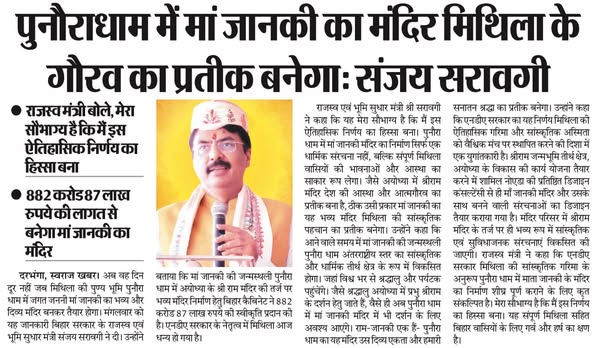 पुनौराधाम में मां जानकी का मंदिर मिथिला के
गौरव का प्रतीक बनेगाः संजय सरावगी
● राजस्व मंत्री बोले, मेरा
सौभाग्य है कि मैं इस
ऐतिहासिक निर्णय का
हिस्सा बना
● 882 करोड 87 लाख
रुपये की लागत से
बनेगा मां जानकी का
मंदिर
दरभंगा, स्वराज खबर। अब वह दिन
दूर नहीं जब मिथिला की पुण्य भूमि पुनौरा
धाम में जगत जननी मां जानकी का भव्य और
दिव्य मंदिर बनकर तैयार होगा। मंगलवार को
यह जानकारी बिहार सरकार के राजस्व एवं
भूमि सुधार मंत्री संजय सरावगी ने दी। उन्होंने
बताया कि मां जानकी की जन्मस्थली पुनौरा
धाम में अयोध्या के श्री राम मंदिर की तर्ज पर
भव्य मंदिर निर्माण हेतु बिहार कैबिनेट ने 882
करोड 87 लाख रुपये की स्वीकृति प्रदान की
है। एनडीए सरकार के नेतृत्व में मिथिला आज
धन्य हो गया है।
राजस्व एवं भूमि सुधार मंत्री श्री सरावगी
ने कहा कि यह मेरा सौभाग्य है कि मैं इस
ऐतिहासिक निर्णय का हिस्सा बना। पुनौरा
धाम में मां जानकी का निर्माण सिर्फ एक
धार्मिक संरचना नहीं, बल्कि संपूर्ण मिथिला
वासियों की भावनाओं और आस्था का
साकार रूप लेगा। जैसे अयोध्या में श्रीराम
मंदिर देश की आस्था और आत्मगौरव का
प्रतीक बना है, ठीक उसी प्रकार मां जानकी का
यह भव्य मंदिर मिथिला की सांस्कृतिक
पहचान का प्रतीक बनेगा। उन्होंने कहा कि
आने वाले समय में मां जानकी की जन्मस्थली
पुनौरा धाम अंतरराष्ट्रीय स्तर का सांस्कृतिक
और धार्मिक तीर्थ क्षेत्र के रूप में विकसित
होगा। जहां विश्व भर से श्रद्धालु और पर्यटक
पहुंचेंगे। जैसे श्रद्धालु अयोध्या में प्रभु श्रीराम
के दर्शन हेतु जाते हैं, वैसे ही अब पुनौरा धाम
में मां जानकी मंदिर में भी दर्शन के लिए
अवश्य आएंगे। राम-जानकी एक हैं- पुनौरा
धाम का यह मंदिर उस दिव्य एकता और हमारी
सनातन श्रद्धा का प्रतीक बनेगा। उन्होंने कहा
कि एनडीए सरकार का यह निर्णय मिथिला की
ऐतिहासिक गरिमा और सांस्कृतिक अस्मिता
को वैश्विक मंच पर स्थापित करने की दिशा में
एक युगांतकारी है। श्रीराम जन्मभूमि तीर्थ क्षेत्र,
अयोध्या के विकास की कार्य योजना तैयार
करने में शामिल नोएडा की प्रतिष्ठित डिजाइन
कंसल्टेंसी से ही मां जानकी मंदिर और उसके
साथ बनने वाली संरचनाओं का डिजाइन
तैयार कराया गया है। मंदिर परिसर में श्रीराम
मंदिर के तर्ज पर ही भव्य रूप में सांस्कृतिक
एवं सुविधाजनक संरचनाएं विकसित की
जाएगी। राजस्व मंत्री ने कहा कि एनडीए
सरकार मिथिला की सांस्कृतिक गरिमा के
अनुरूप पुनौरा धाम में माता जानकी के मंदिर
का निर्माण शीघ्र पूर्ण कराने के लिए कृत
संकल्पित है। मेरा सौभाग्य है कि मैं इस निर्णय
का हिस्सा बना। यह संपूर्ण मिथिला सहित
बिहार वासियों के लिए गर्व और हर्ष का क्षण
है।